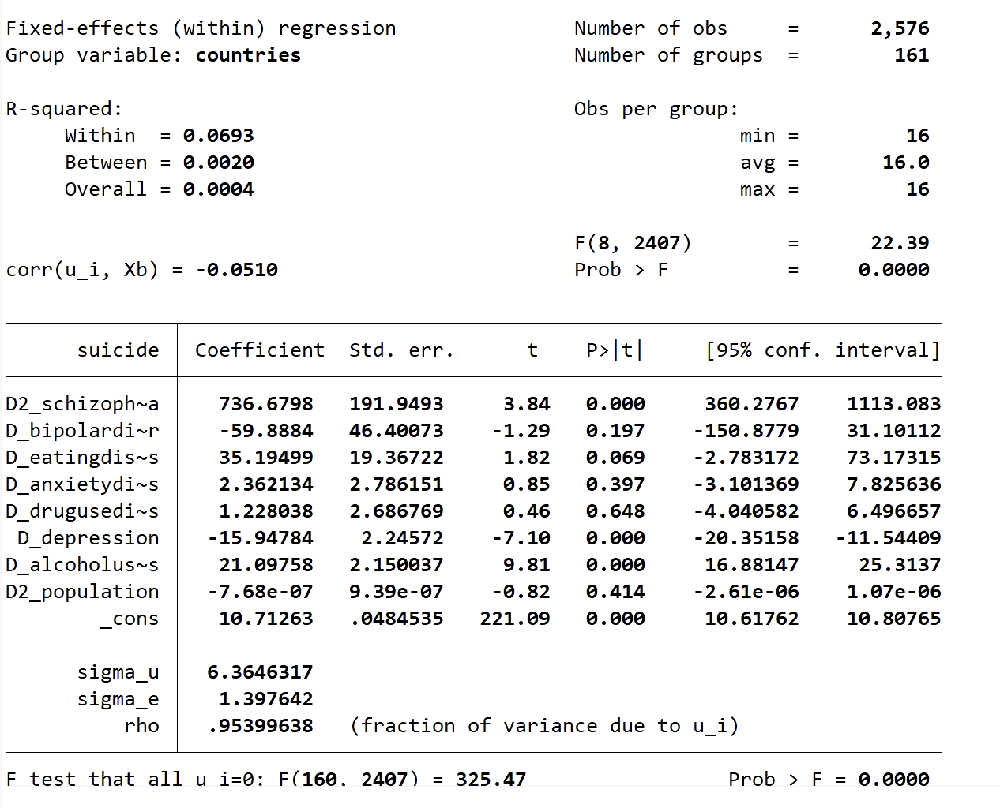 Fixed-effects (within) regression Number of obs = 2,576
Group variable: countries Number of groups = 161
R-squared: Obs per group:
Within = 0.0693 min = 16
Between = 0.0020 avg = 16.0
Overall = 0.0004 max = 16
F(8, 2407) = 22.39
corr(u_i, Xb) = -0.0510 Prob > F = 0.0000
suicide Coefficient Std. err. t P>|t| [95% conf. interval]
D2_schizoph~a 736.6798 191.9493 3.84 0.000 360.2767 1113.083
D_bipolardi~r -59.8884 46.40073 -1.29 0.197 -150.8779 31.10112
D_eatingdis~s 35.19499 19.36722 1.82 0.069 -2.783172 73.17315
D_anxietydi~s 2.362134 2.786151 0.85 0.397 -3.101369 7.825636
D_drugusedi~s 1.228038 2.686769 0.46 0.648 -4.040582 6.496657
D_depression -15.94784 2.24572 -7.10 0.000 -20.35158 -11.54409
D_alcoholus~s 21.09758 2.150037 9.81 0.000 16.88147 25.3137
D2_population -7.68e-07 9.39e-07 -0.82 0.414 -2.61e-06 1.07e-06
_cons 10.71263 .0484535 221.09 0.000 10.61762 10.80765
sigma_u 6.3646317
sigma_e 1.397642
rho .95399638 (fraction of variance due to u_i)
F test that all u_i=0: F(160, 2407) = 325.47 Prob > F = 0.0000